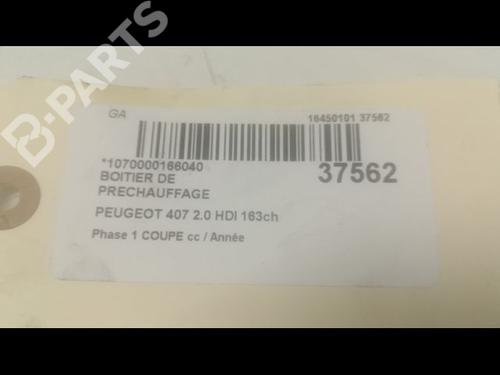 B-PARTS
GA
16450101 37562
*1070000166040
37562
BOITIER DE
PRECHAUFFAGE
PEUGEOT 407 2.0 HDI 163ch
Phase 1 COUPE cc / Année